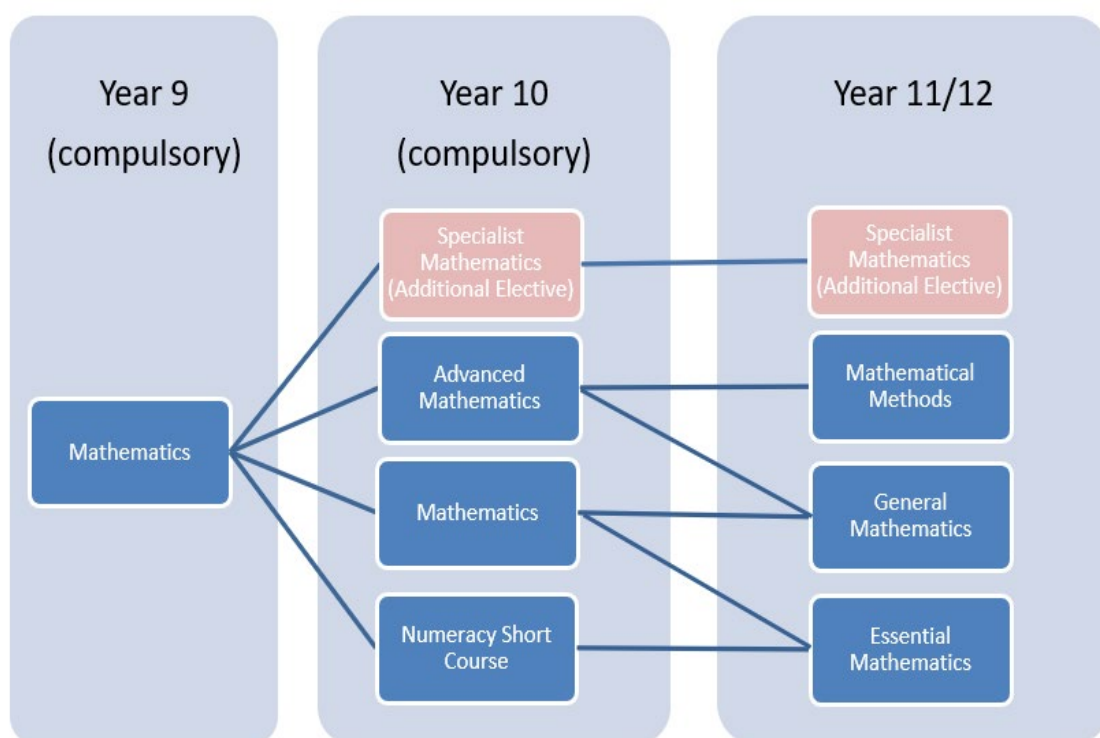 Year 9
(compulsory)
Mathematics
Year 10
(compulsory)
Specialist
Mathematics
(Additional Elective)
Advanced
Mathematics
Mathematics
Numeracy Short
Course
Year 11/12
Specialist
Mathematics
(Additional Elective)
Mathematical
Methods
General
Mathematics
Essential
Mathematics